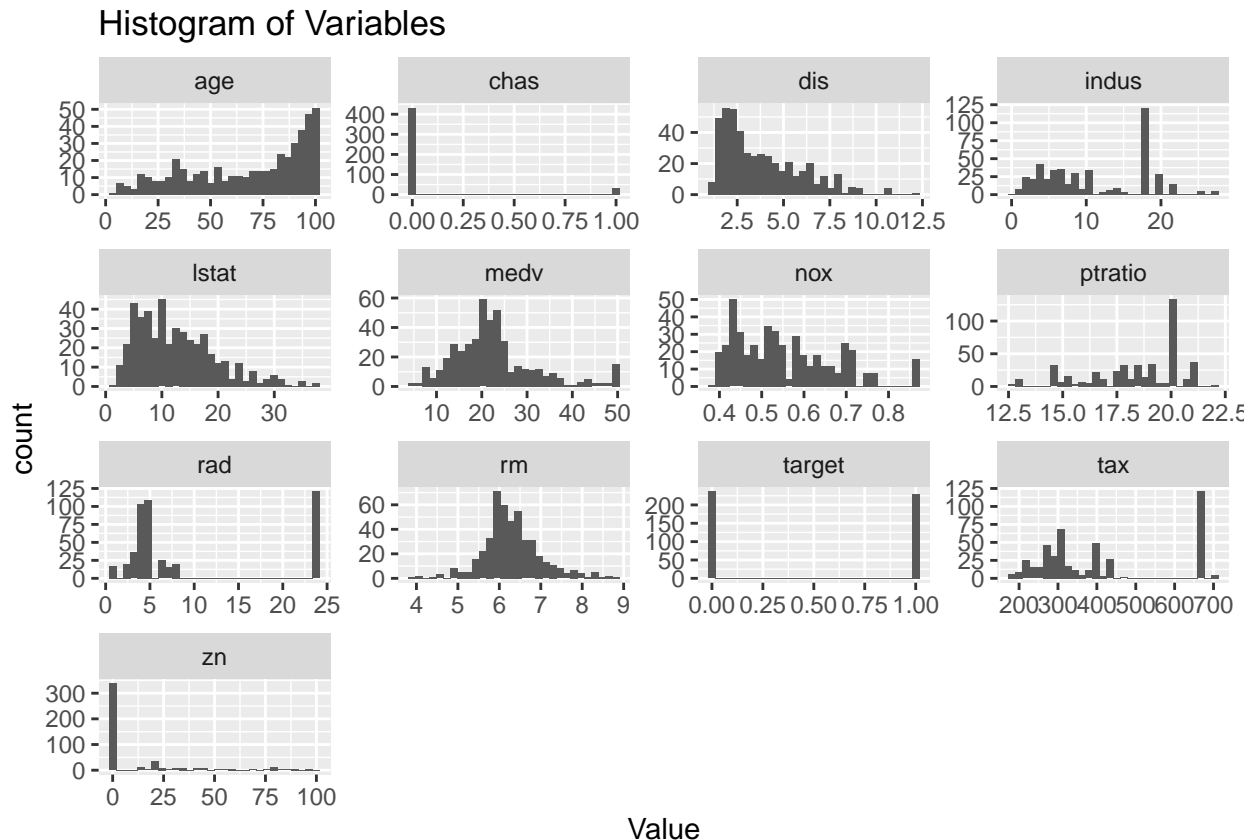 Histogram of Variables
age chas dis indus
50 40 30 20 10 0
400 300 200 100 0
40 20 0
125 100 75 50 25 0
0 25 50 75 100
0.00 0.25 0.50 0.75 1.00
2.5 5.0 7.5 10.0 12.5
0 10 20
lstat medv nox ptratio
40 30 20 10 0
60 40 20 0
50 40 30 20 10 0
100 50 0
0 10 20 30
10 20 30 40 50
0.4 0.5 0.6 0.7 0.8
12.5 15.0 17.5 20.0 22.5
count
rad rm target tax
125 100 75 50 25 0
60 40 20 0
200 150 100 50 0
125 100 75 50 25 0
0 5 10 15 20 25
4 5 6 7 8 9
0.00 0.25 0.50 0.75 1.00
200 300 400 500 600 700
zn
300 200 100 0
0 25 50 75 100
Value